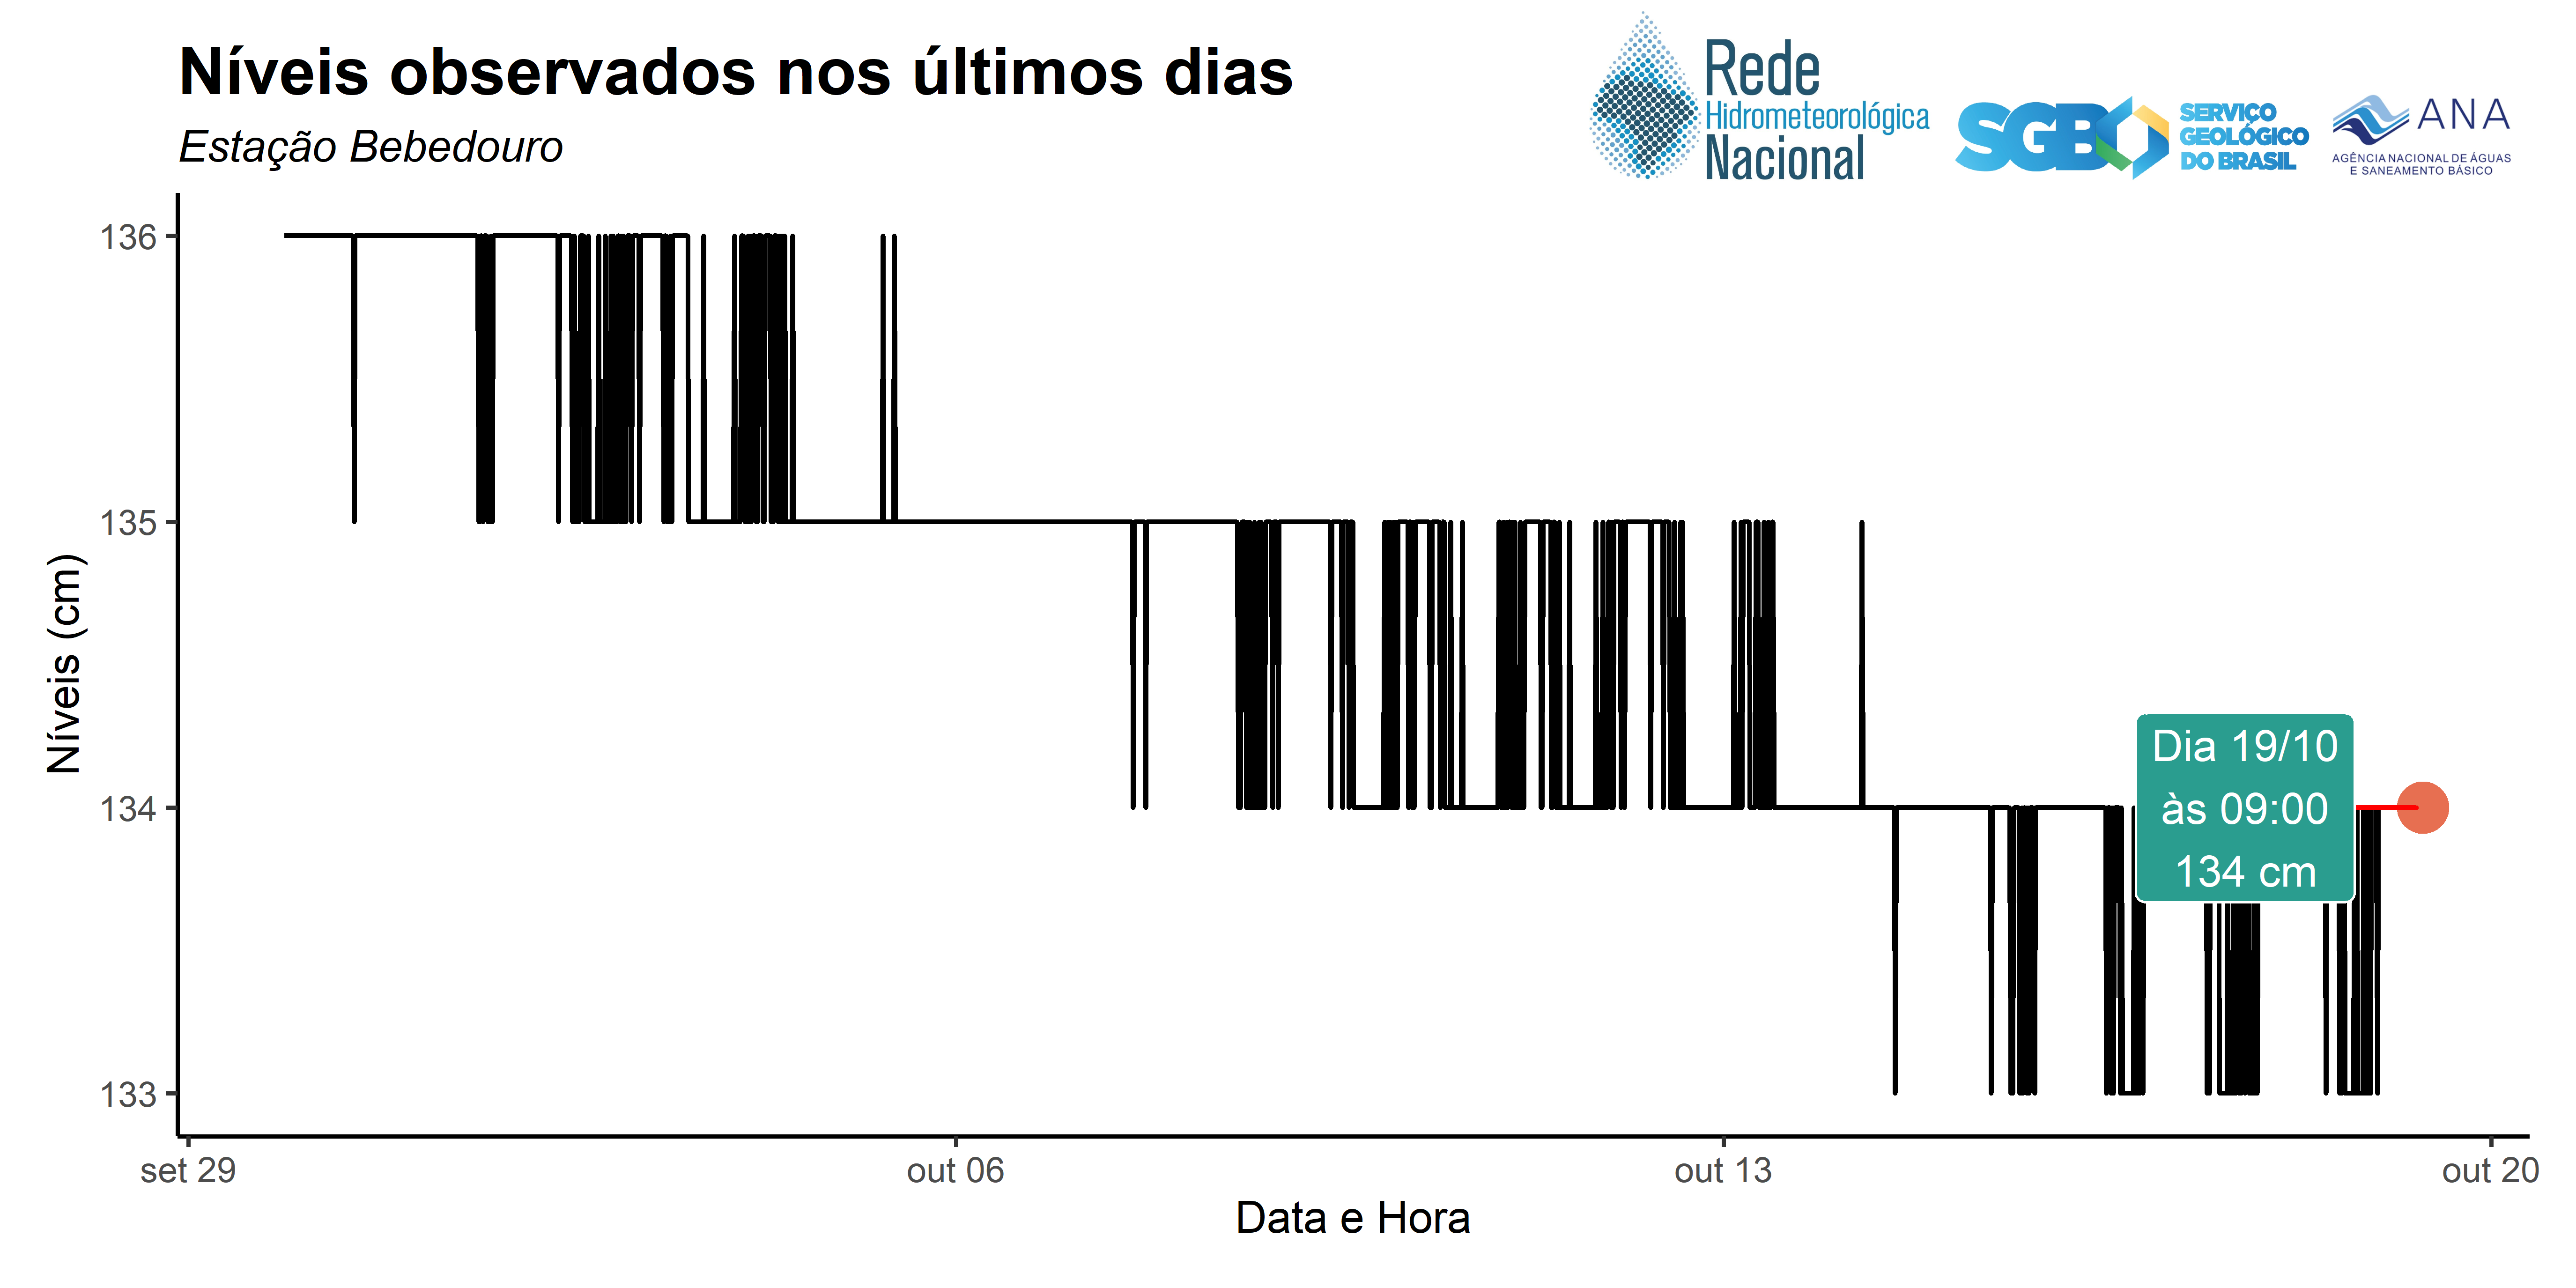 Níveis observados nos últimos dias
Estação Bebedouro
Rede
Hidrometeorológica
Nacional
SGB
SERVIÇO
GEOLÓGICO
DO BRASIL
ANA
AGÊNCIA NACIONAL DE ÁGUAS
E SANEAMENTO BÁSICO
Níveis (cm)
136
135
134
133
Dia 19/10
às 09:00
134 cm
set 29
out 06
out 13
out 20
Data e Hora